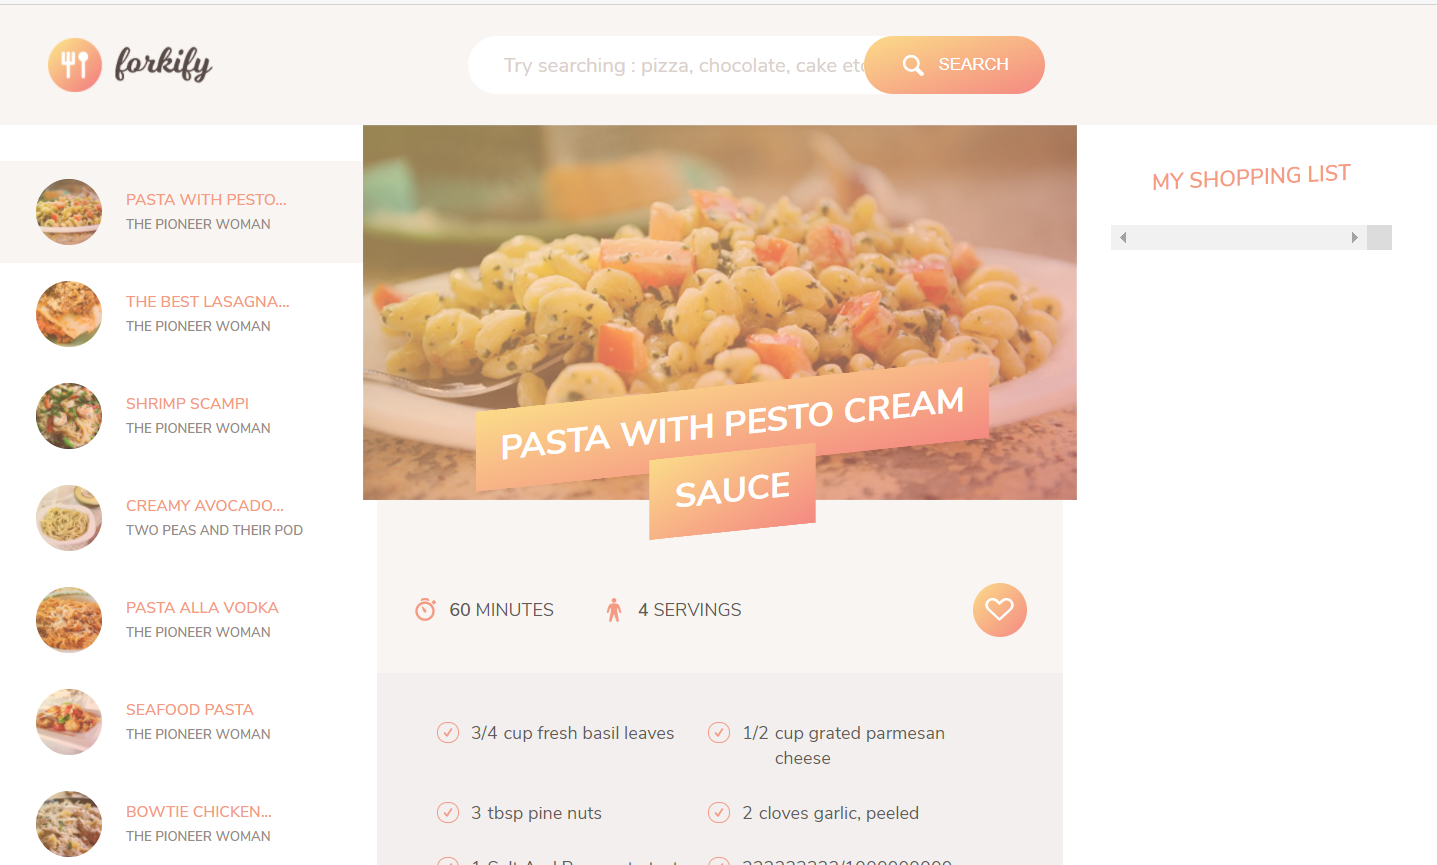 forkify
Try searching : pizza, chocolate, cake etc
SEARCH
PASTA WITH PESTO...
THE PIONEER WOMAN
THE BEST LASAGNA...
THE PIONEER WOMAN
SHRIMP SCAMPI
THE PIONEER WOMAN
CREAMY AVOCADO...
TWO PEAS AND THEIR POD
PASTA ALLA VODKA
THE PIONEER WOMAN
SEAFOOD PASTA
THE PIONEER WOMAN
BOWTIE CHICKEN...
THE PIONEER WOMAN
PASTA WITH PESTO CREAM
SAUCE
60 MINUTES
4 SERVINGS
3/4 cup fresh basil leaves
1/2 cup grated parmesan
cheese
3 tbsp pine nuts
2 cloves garlic, peeled
MY SHOPPING LIST